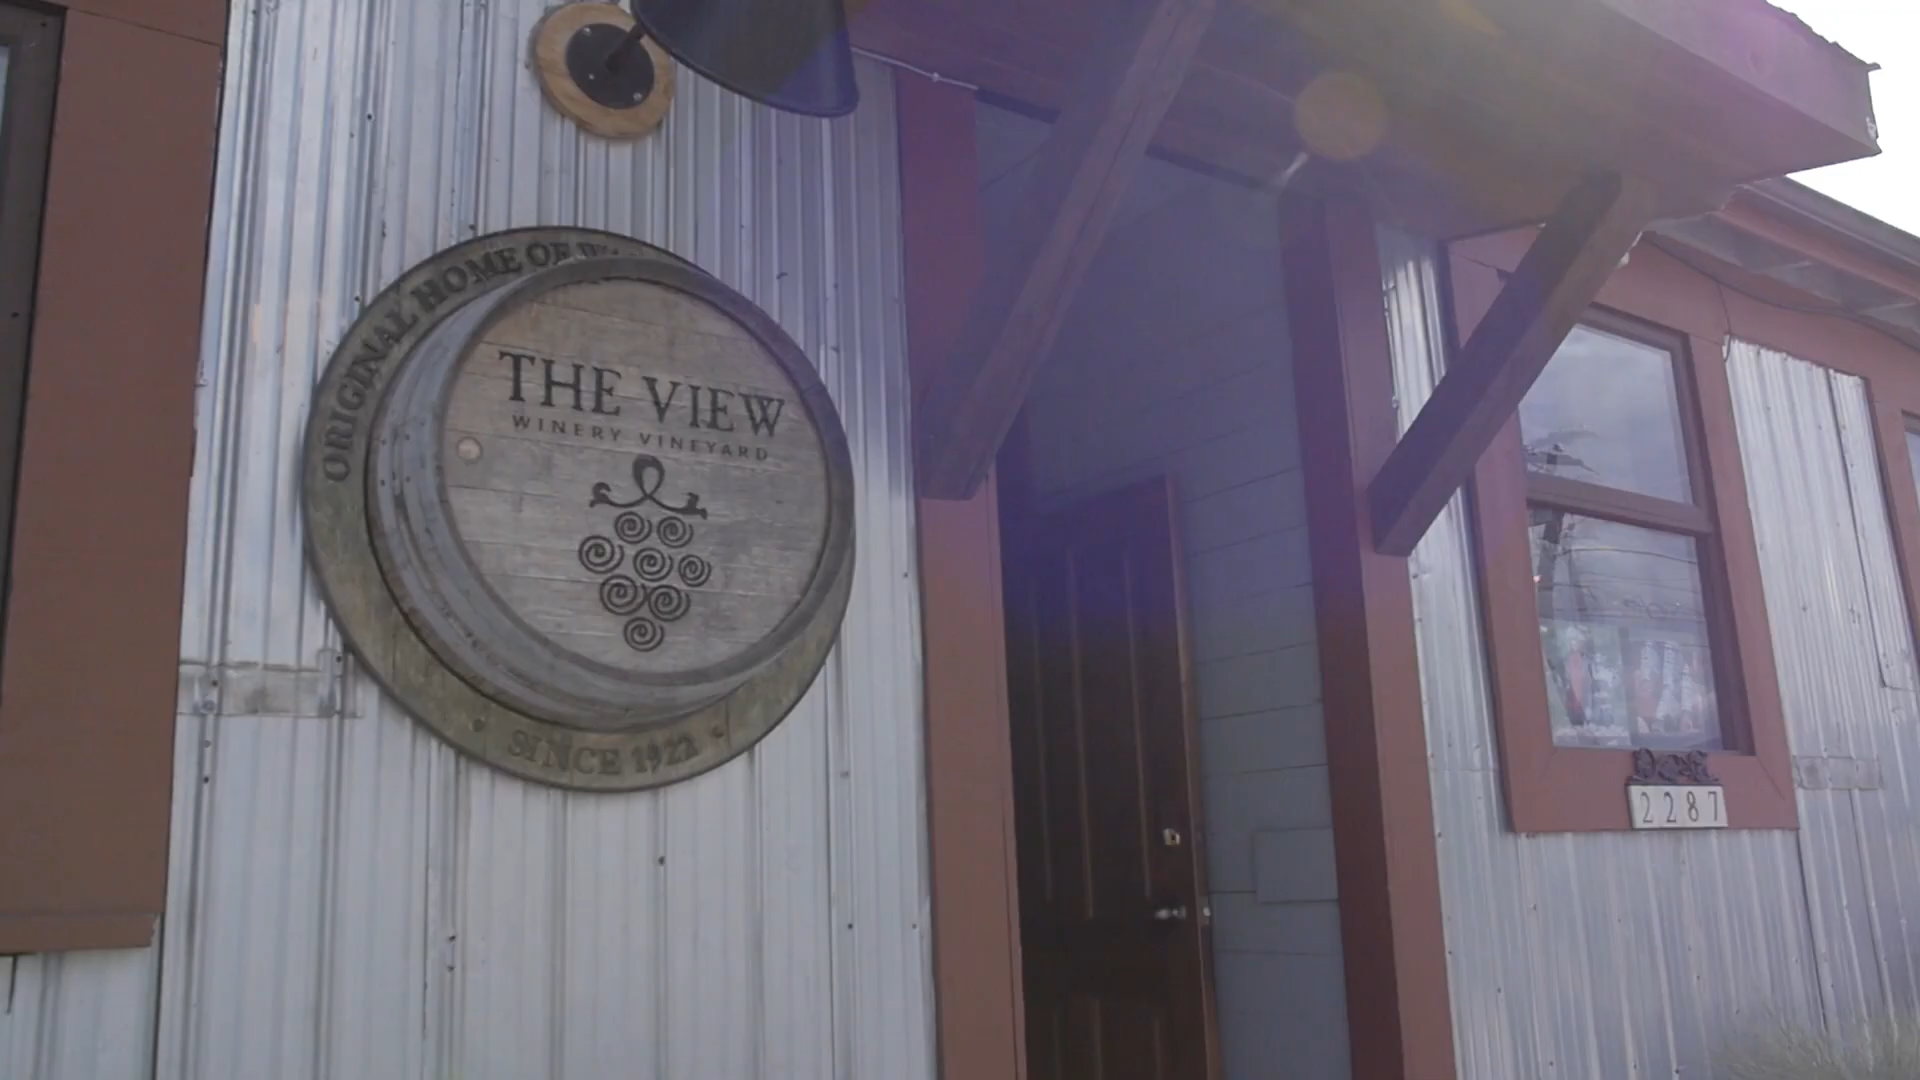 ORIGINAL HOME OF
THE VIEW
WINERY VINEYARD
SINCE 1922
2287